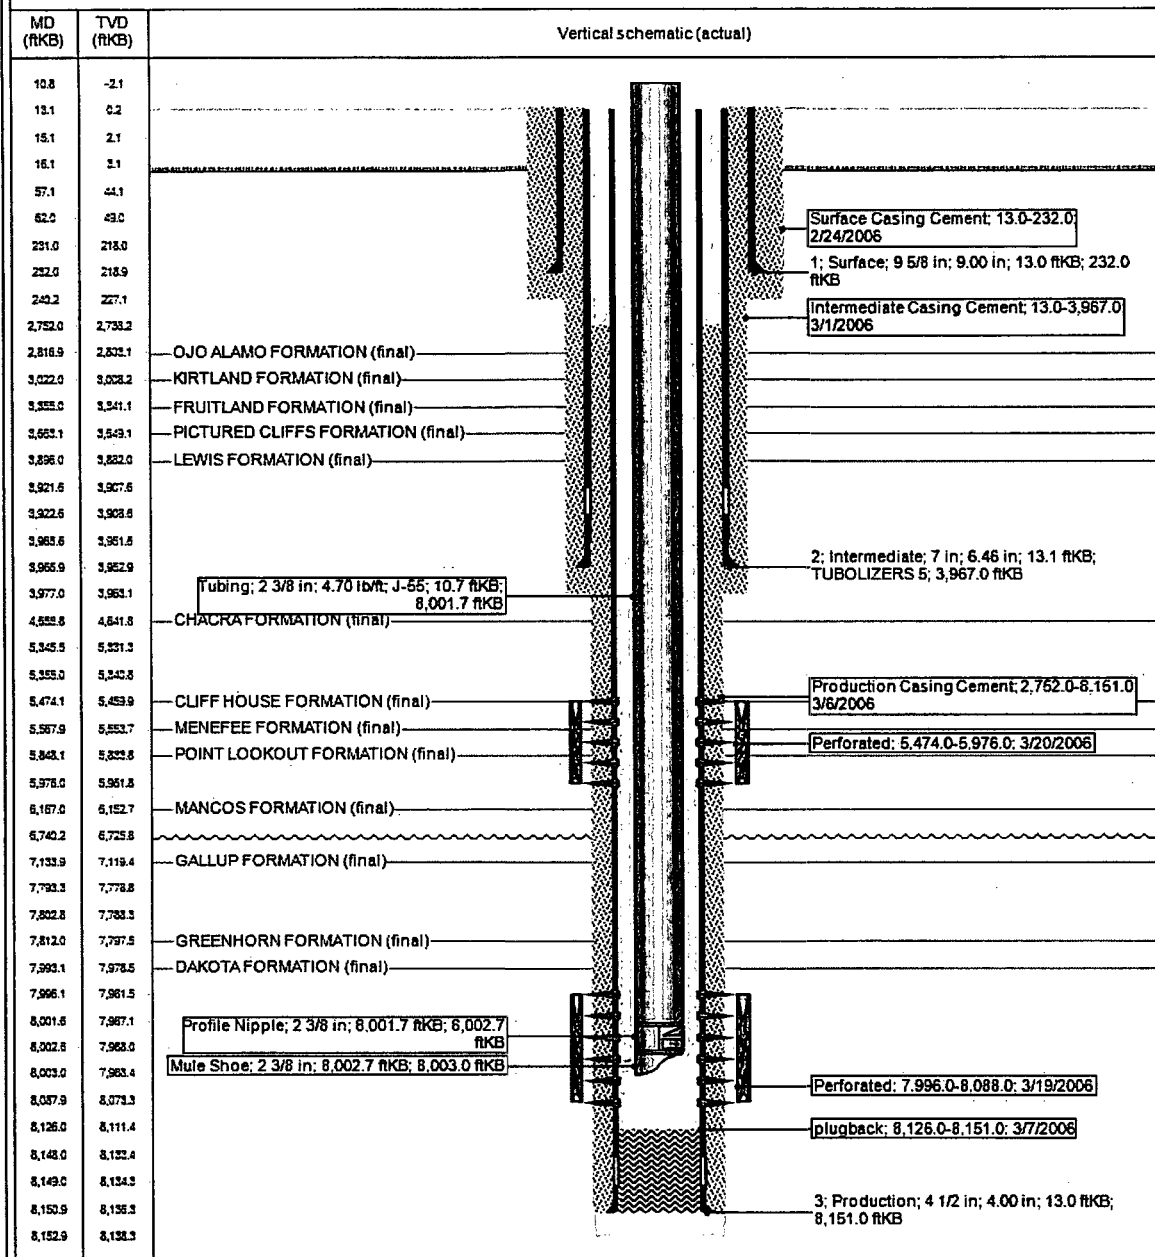 MD (ftKB) TVD (ftKB) Vertical schematic (actual)
10.8 -2.1
13.1 0.2
15.1 2.1
16.1 3.1
57.1 44.1
62.0 49.0
Surface Casing Cement; 13.0-232.0;
2/24/2006
231.0 218.0
1; Surface; 9 5/8 in; 9.00 in; 13.0 ftKB; 232.0
ftKB
232.0 218.9
240.2 227.1
Intermediate Casing Cement; 13.0-3,967.0
3/1/2006
2,752.0 2,738.2
2,816.9 2,803.1 OJO ALAMO FORMATION (final)
3,022.0 3,008.2 KIRTLAND FORMATION (final)
3,355.0 3,341.1 FRUITLAND FORMATION (final)
3,663.1 3,649.1 PICTURED CLIFFS FORMATION (final)
3,896.0 3,882.0 LEWIS FORMATION (final)
3,921.6 3,907.6
3,922.6 3,908.6
3,965.6 3,951.6
2; Intermediate; 7 in; 6.46 in; 13.1 ftKB;
TUBOLIZERS 5; 3,967.0 ftKB
3,966.9 3,952.9
Tubing; 2 3/8 in; 4.70 lb/ft; J-55; 10.7 ftKB;
8,001.7 ftKB
3,977.0 3,963.1
CHACRA FORMATION (final)
5,345.5 5,331.3
5,355.0 5,340.8
Production Casing Cement; 2,752.0-8,151.0
3/6/2006
5,474.1 5,459.9 CLIFF HOUSE FORMATION (final)
5,567.9 5,553.7 MENEFEE FORMATION (final)
Perforated; 5,474.0-5,976.0; 3/20/2006
5,848.1 5,833.8 POINT LOOKOUT FORMATION (final)
5,976.0 5,961.8
6,167.0 6,152.7 MANCOS FORMATION (final)
6,740.2 6,725.8
7,133.9 7,119.4 GALLUP FORMATION (final)
7,793.3 7,778.8
7,802.8 7,788.3
7,812.0 7,797.5 GREENHORN FORMATION (final)
7,993.1 7,978.5 DAKOTA FORMATION (final)
7,996.1 7,981.5
8,001.6 7,987.1
Profile Nipple; 2 3/8 in; 8,001.7 ftKB; 8,002.7
ftKB
8,002.6 7,988.0
Mule Shoe; 2 3/8 in; 8,002.7 ftKB; 8,003.0 ftKB
8,003.0 7,988.4
Perforated; 7,996.0-8,088.0; 3/19/2006
8,087.9 8,073.3
8,126.0 8,111.4
plugback; 8,126.0-8,151.0; 3/7/2006
8,148.0 8,133.4
8,149.0 8,134.3
3; Production; 4 1/2 in; 4.00 in; 13.0 ftKB;
8,151.0 ftKB
8,150.9 8,136.3
8,152.9 8,138.3